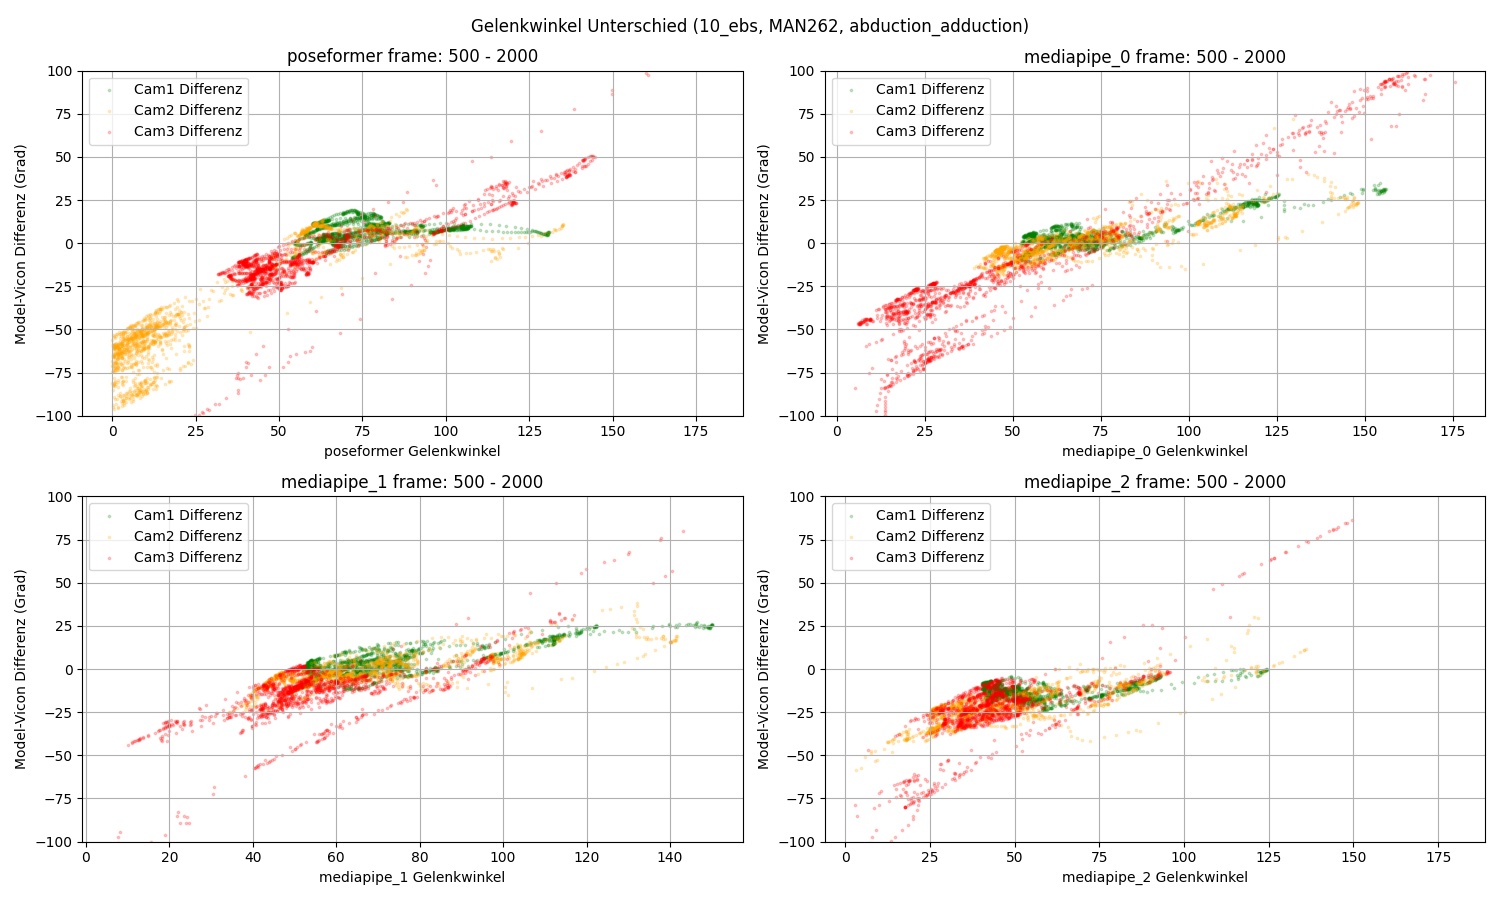 Gelenkwinkel Unterschied (10_ebs, MAN262, abduction_adduction)
poseformer frame: 500 - 2000
100
75
50
25
0
−25
−50
−75
−100
Model-Vicon Differenz (Grad)
Cam1 Differenz
Cam2 Differenz
Cam3 Differenz
0 25 50 75 100 125 150 175
poseformer Gelenkwinkel
mediapipe_0 frame: 500 - 2000
100
75
50
25
0
−25
−50
−75
−100
Model-Vicon Differenz (Grad)
Cam1 Differenz
Cam2 Differenz
Cam3 Differenz
0 25 50 75 100 125 150 175
mediapipe_0 Gelenkwinkel
mediapipe_1 frame: 500 - 2000
100
75
50
25
0
−25
−50
−75
−100
Model-Vicon Differenz (Grad)
Cam1 Differenz
Cam2 Differenz
Cam3 Differenz
0 20 40 60 80 100 120 140
mediapipe_1 Gelenkwinkel
mediapipe_2 frame: 500 - 2000
100
75
50
25
0
−25
−50
−75
−100
Model-Vicon Differenz (Grad)
Cam1 Differenz
Cam2 Differenz
Cam3 Differenz
0 25 50 75 100 125 150 175
mediapipe_2 Gelenkwinkel